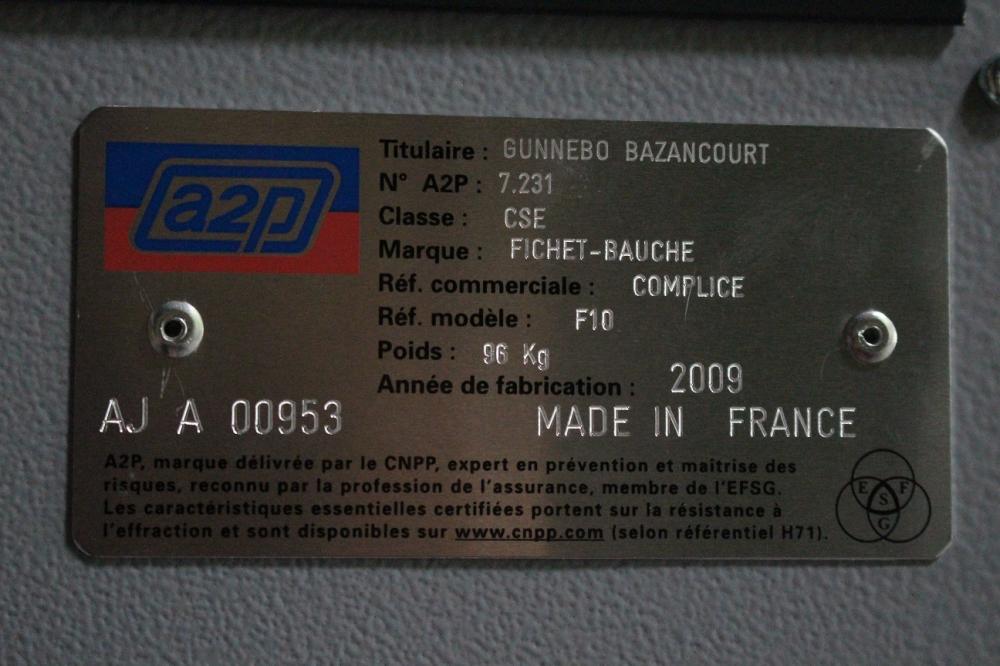 a2p
Titulaire : GUNNEBO BAZANCOURT
N° A2P : 7.231
Classe : CSE
Marque : FICHET-BAUCHE
Réf. commerciale : COMPLICE
Réf. modèle : F10
Poids : 96 Kg
Année de fabrication : 2009
AJ A 00953 MADE IN FRANCE
A2P, marque délivrée par le CNPP, expert en prévention et maîtrise des
risques, reconnu par la profession de l'assurance, membre de l'EFSG.
Les caractéristiques essentielles certifiées portent sur la résistance à
l'effraction et sont disponibles sur www.cnpp.com (selon référentiel H71).
E F
S
G